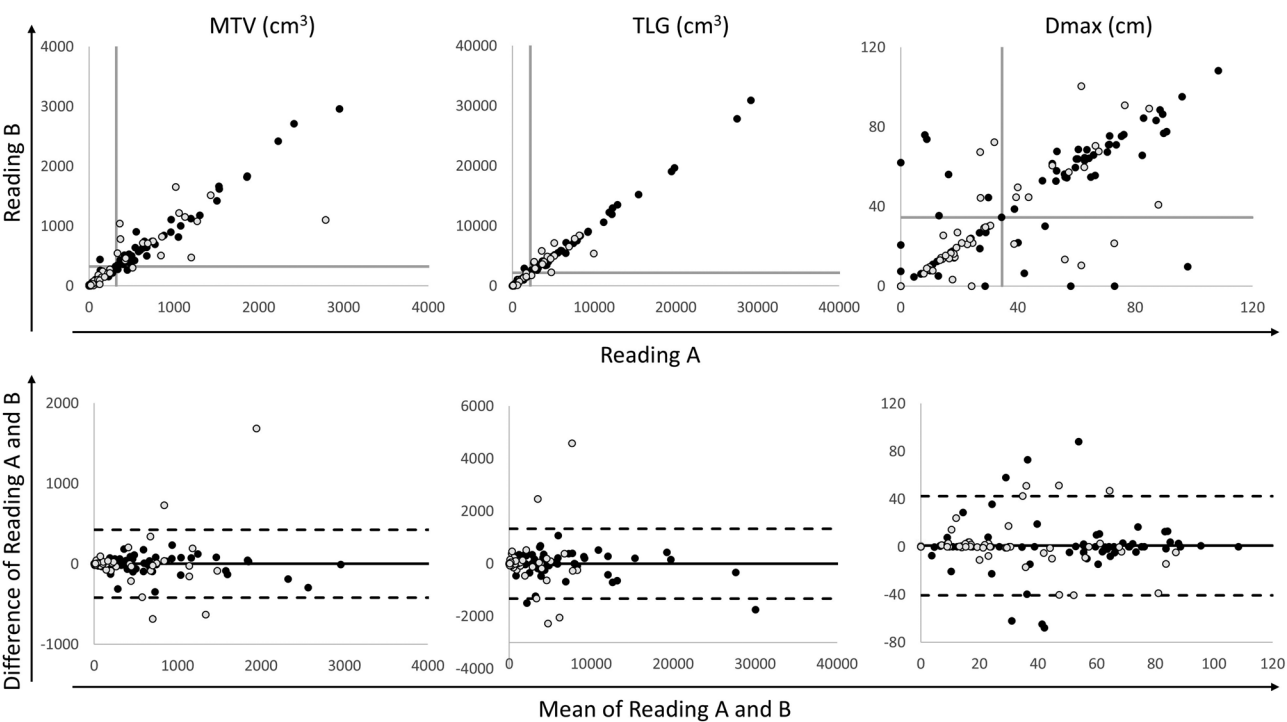 MTV (cm³)
TLG (cm³)
Dmax (cm)
Reading B
4000
3000
2000
1000
0
0 1000 2000 3000 4000
40000
30000
20000
10000
0
0 10000 20000 30000 40000
120
80
40
0
0 40 80 120
Reading A
Difference of Reading A and B
2000
1000
0
-1000
0 1000 2000 3000 4000
6000
4000
2000
0
-2000
-4000
0 10000 20000 30000 40000
120
80
40
0
-40
-80
0 20 40 60 80 100 120
Mean of Reading A and B